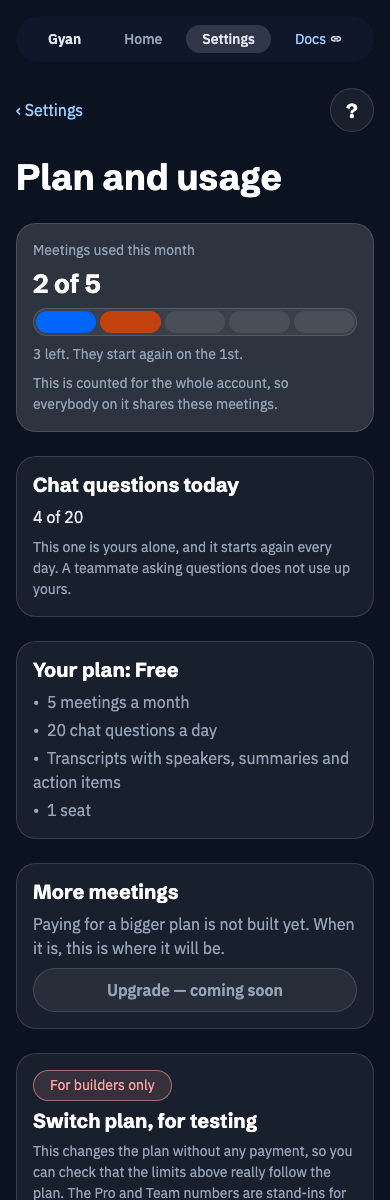 Gyan Home Settings Docs
‹ Settings
?
Plan and usage
Meetings used this month
2 of 5
3 left. They start again on the 1st.
This is counted for the whole account, so
everybody on it shares these meetings.
Chat questions today
4 of 20
This one is yours alone, and it starts again every
day. A teammate asking questions does not use up
yours.
Your plan: Free
• 5 meetings a month
• 20 chat questions a day
• Transcripts with speakers, summaries and
action items
• 1 seat
More meetings
Paying for a bigger plan is not built yet. When
it is, this is where it will be.
Upgrade — coming soon
For builders only
Switch plan, for testing
This changes the plan without any payment, so you
can check that the limits above really follow the
plan. The Pro and Team numbers are stand-ins for